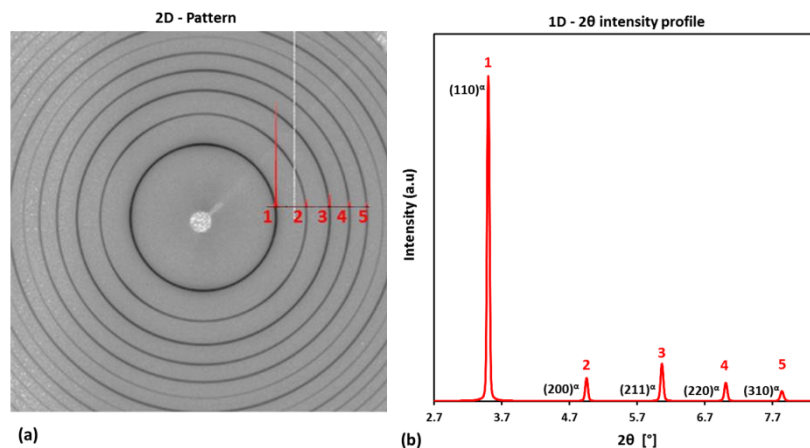 2D - Pattern
1 2 3 4 5
(a)
1D - 2θ intensity profile
Intensity (a.u)
1
(110)ᵅ
2
(200)ᵅ
3
(211)ᵅ
4
(220)ᵅ
5
(310)ᵅ
2.7 3.7 4.7 5.7 6.7 7.7
(b)
2θ [°]